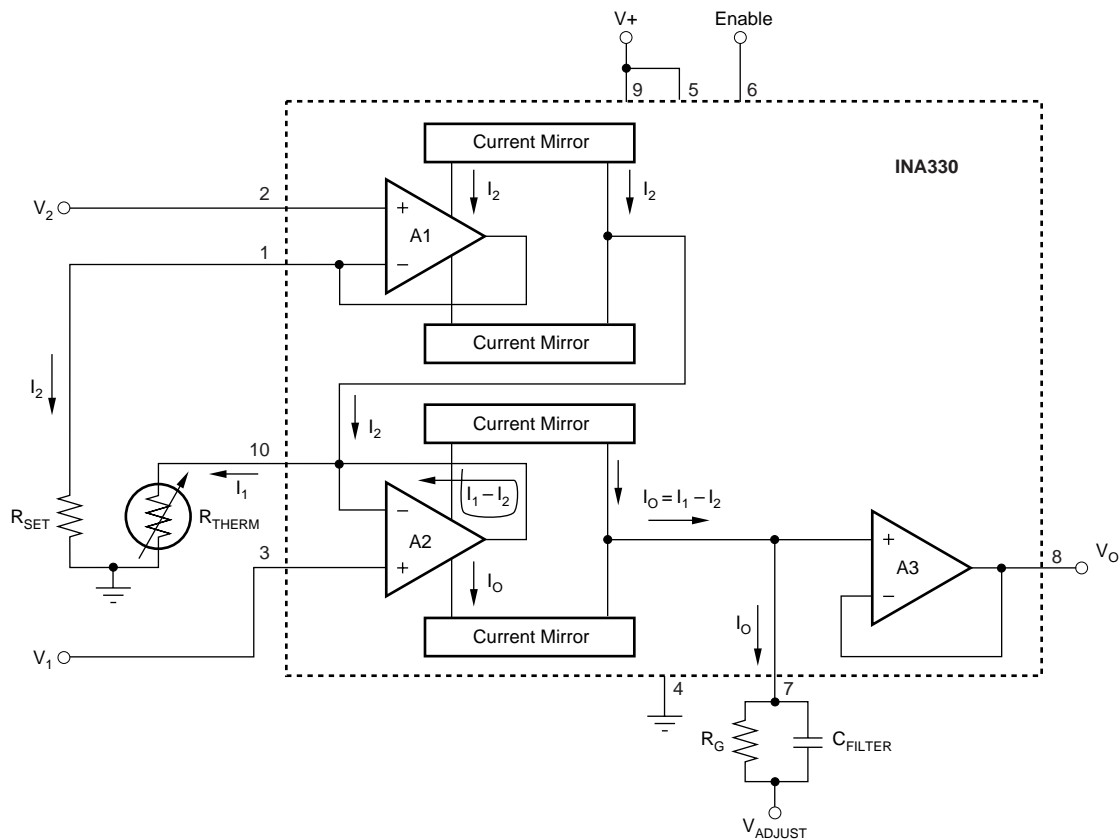 V+
Enable
9
5
6
Current Mirror
INA330
I2
I2
V2
2
+
A1
1
−
Current Mirror
I2
I2
Current Mirror
10
I1
I1 − I2
IO = I1 − I2
RSET
RTHERM
−
A2
3
+
IO
+
A3
−
8
VO
IO
Current Mirror
V1
4
7
RG
CFILTER
VADJUST